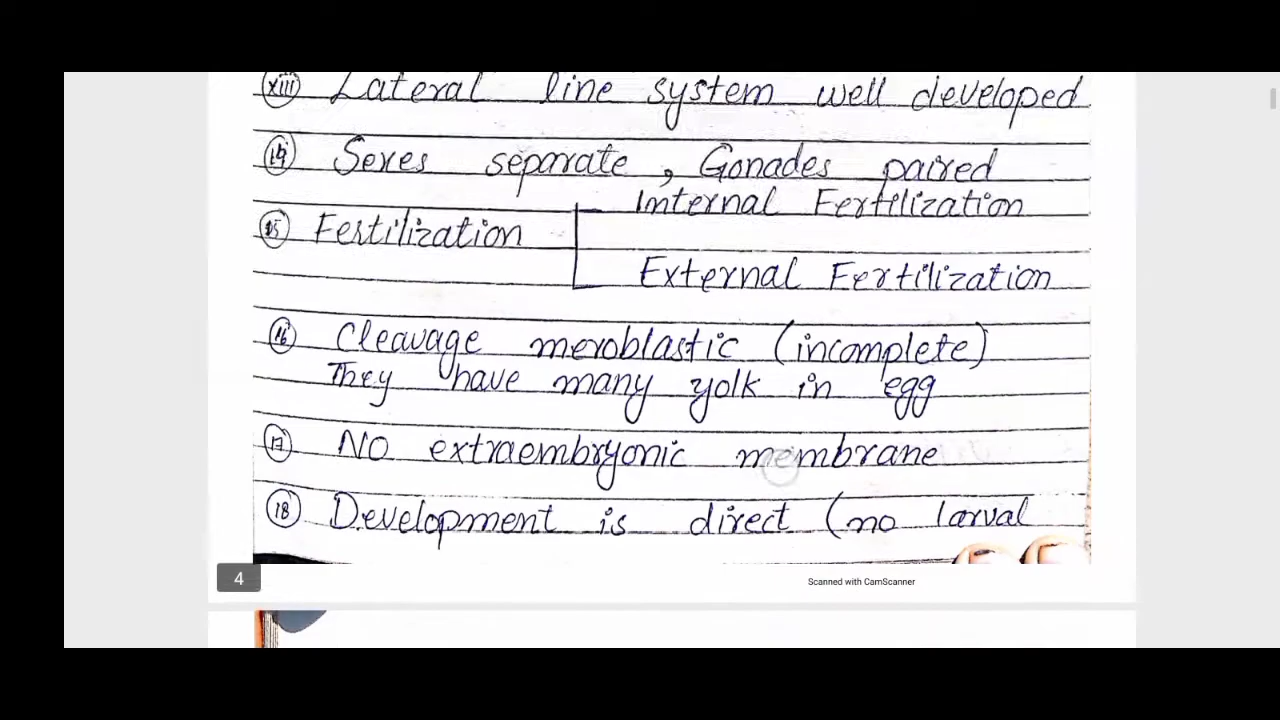 (xiii) Lateral line system well developed
(14) Sexes separate, Gonades paired
Internal Fertilization
(15) Fertilization
External Fertilization
(16) Cleavage meroblastic (incomplete)
They have many yolk in egg
(17) No extraembryonic membrane
(18) Development is direct (no larval
4
Scanned with CamScanner